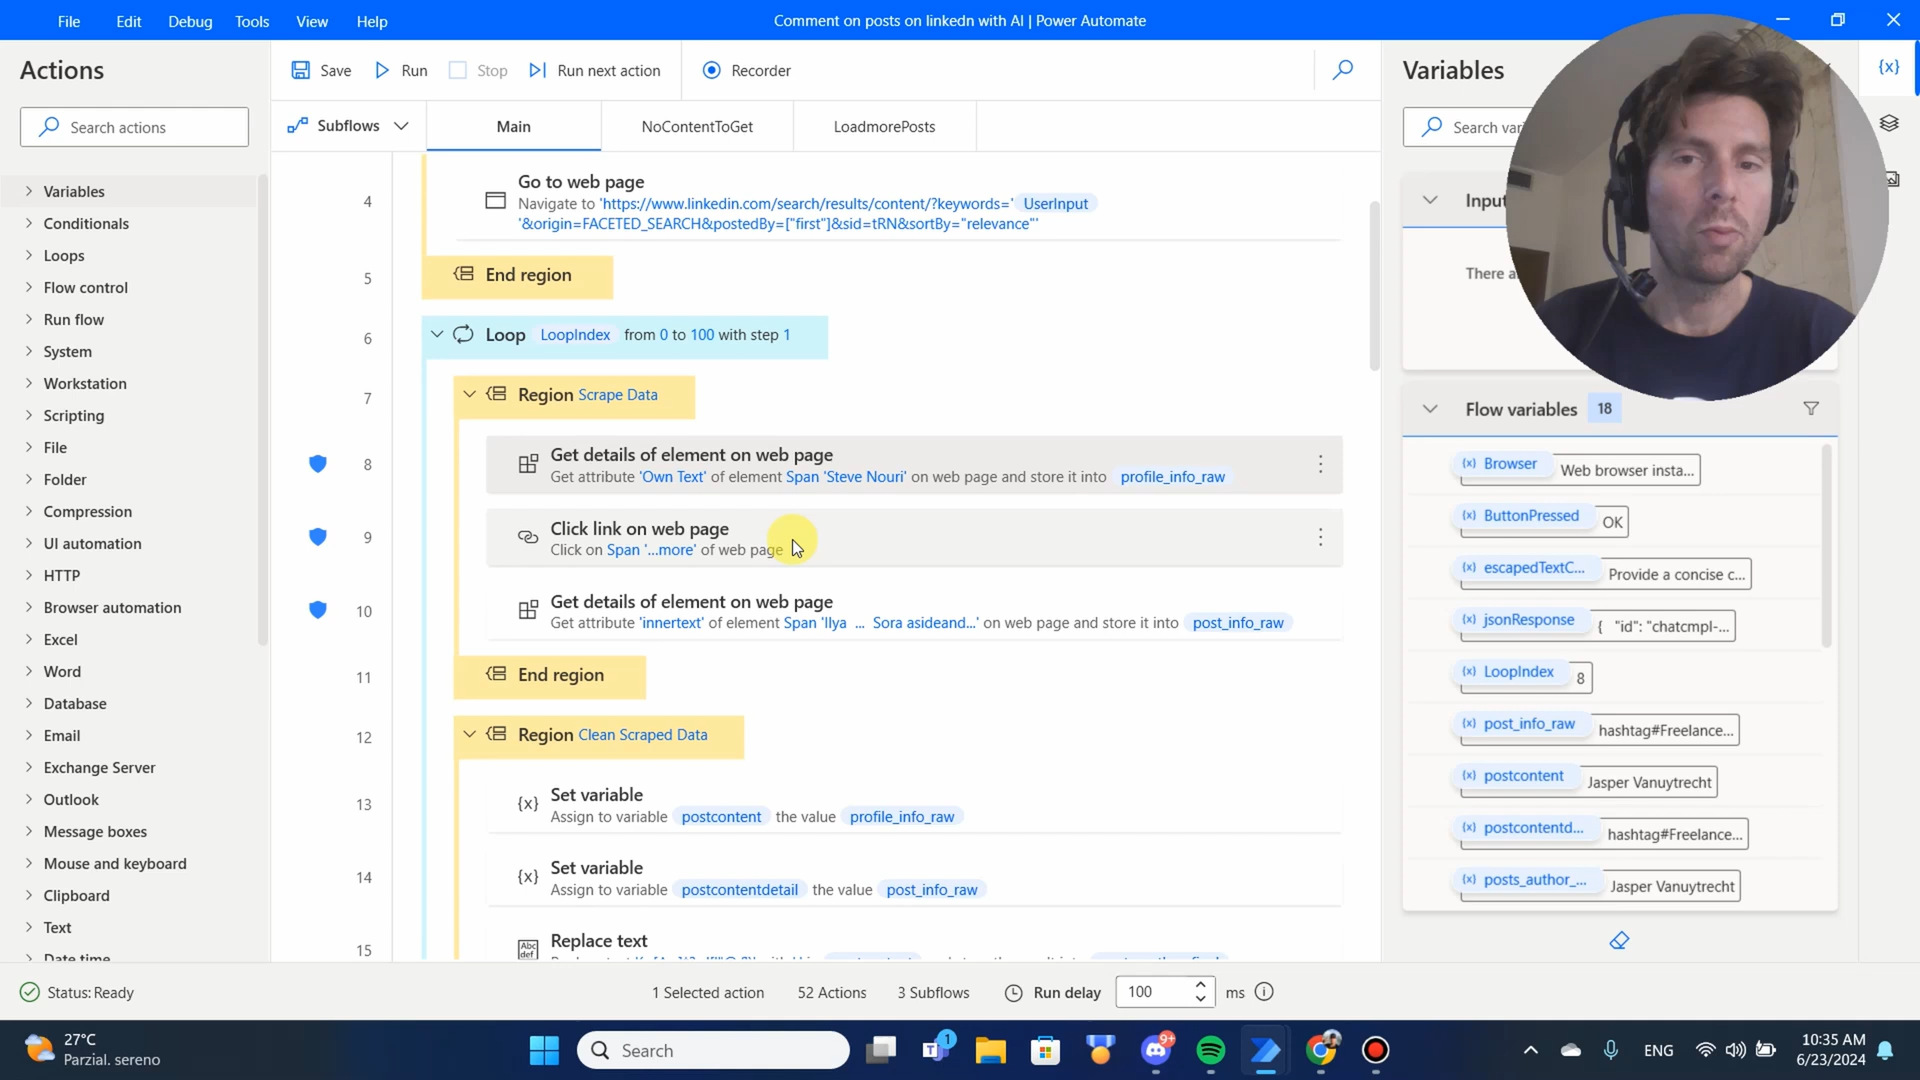 File Edit Debug Tools View Help
Comment on posts on linkedn with AI | Power Automate
Actions
Search actions
Variables
Conditionals
Loops
Flow control
Run flow
System
Workstation
Scripting
File
Folder
Compression
UI automation
HTTP
Browser automation
Excel
Word
Database
Email
Exchange Server
Outlook
Message boxes
Mouse and keyboard
Clipboard
Text
Date time
Save Run Stop Run next action Recorder
Subflows Main NoContentToGet LoadmorePosts
4
Go to web page
Navigate to 'https://www.linkedin.com/search/results/content/?keywords=' UserInput
'&origin=FACETED_SEARCH&postedBy=["first"]&sid=tRN&sortBy="relevance"'
5 End region
6 Loop LoopIndex from 0 to 100 with step 1
7 Region Scrape Data
8
Get details of element on web page
Get attribute 'Own Text' of element Span 'Steve Nouri' on web page and store it into profile_info_raw
9
Click link on web page
Click on Span '...more' of web page
10
Get details of element on web page
Get attribute 'innertext' of element Span 'Ilya ... Sora asideand...' on web page and store it into post_info_raw
11 End region
12 Region Clean Scraped Data
13
{x} Set variable
Assign to variable postcontent the value profile_info_raw
14
{x} Set variable
Assign to variable postcontentdetail the value post_info_raw
15
Abc def Replace text
Variables
{x}
Search var
Input
There a
Flow variables 18
(x) Browser Web browser insta...
(x) ButtonPressed OK
(x) escapedTextC... Provide a concise c...
(x) jsonResponse { "id": "chatcmpl-...
(x) LoopIndex 8
(x) post_info_raw hashtag#Freelance...
(x) postcontent Jasper Vanuytrecht
(x) postcontentd... hashtag#Freelance...
(x) posts_author_... Jasper Vanuytrecht
Status: Ready
1 Selected action 52 Actions 3 Subflows Run delay 100 ms
27°C
Parzial. sereno
Search
1
9+
ENG
10:35 AM
6/23/2024